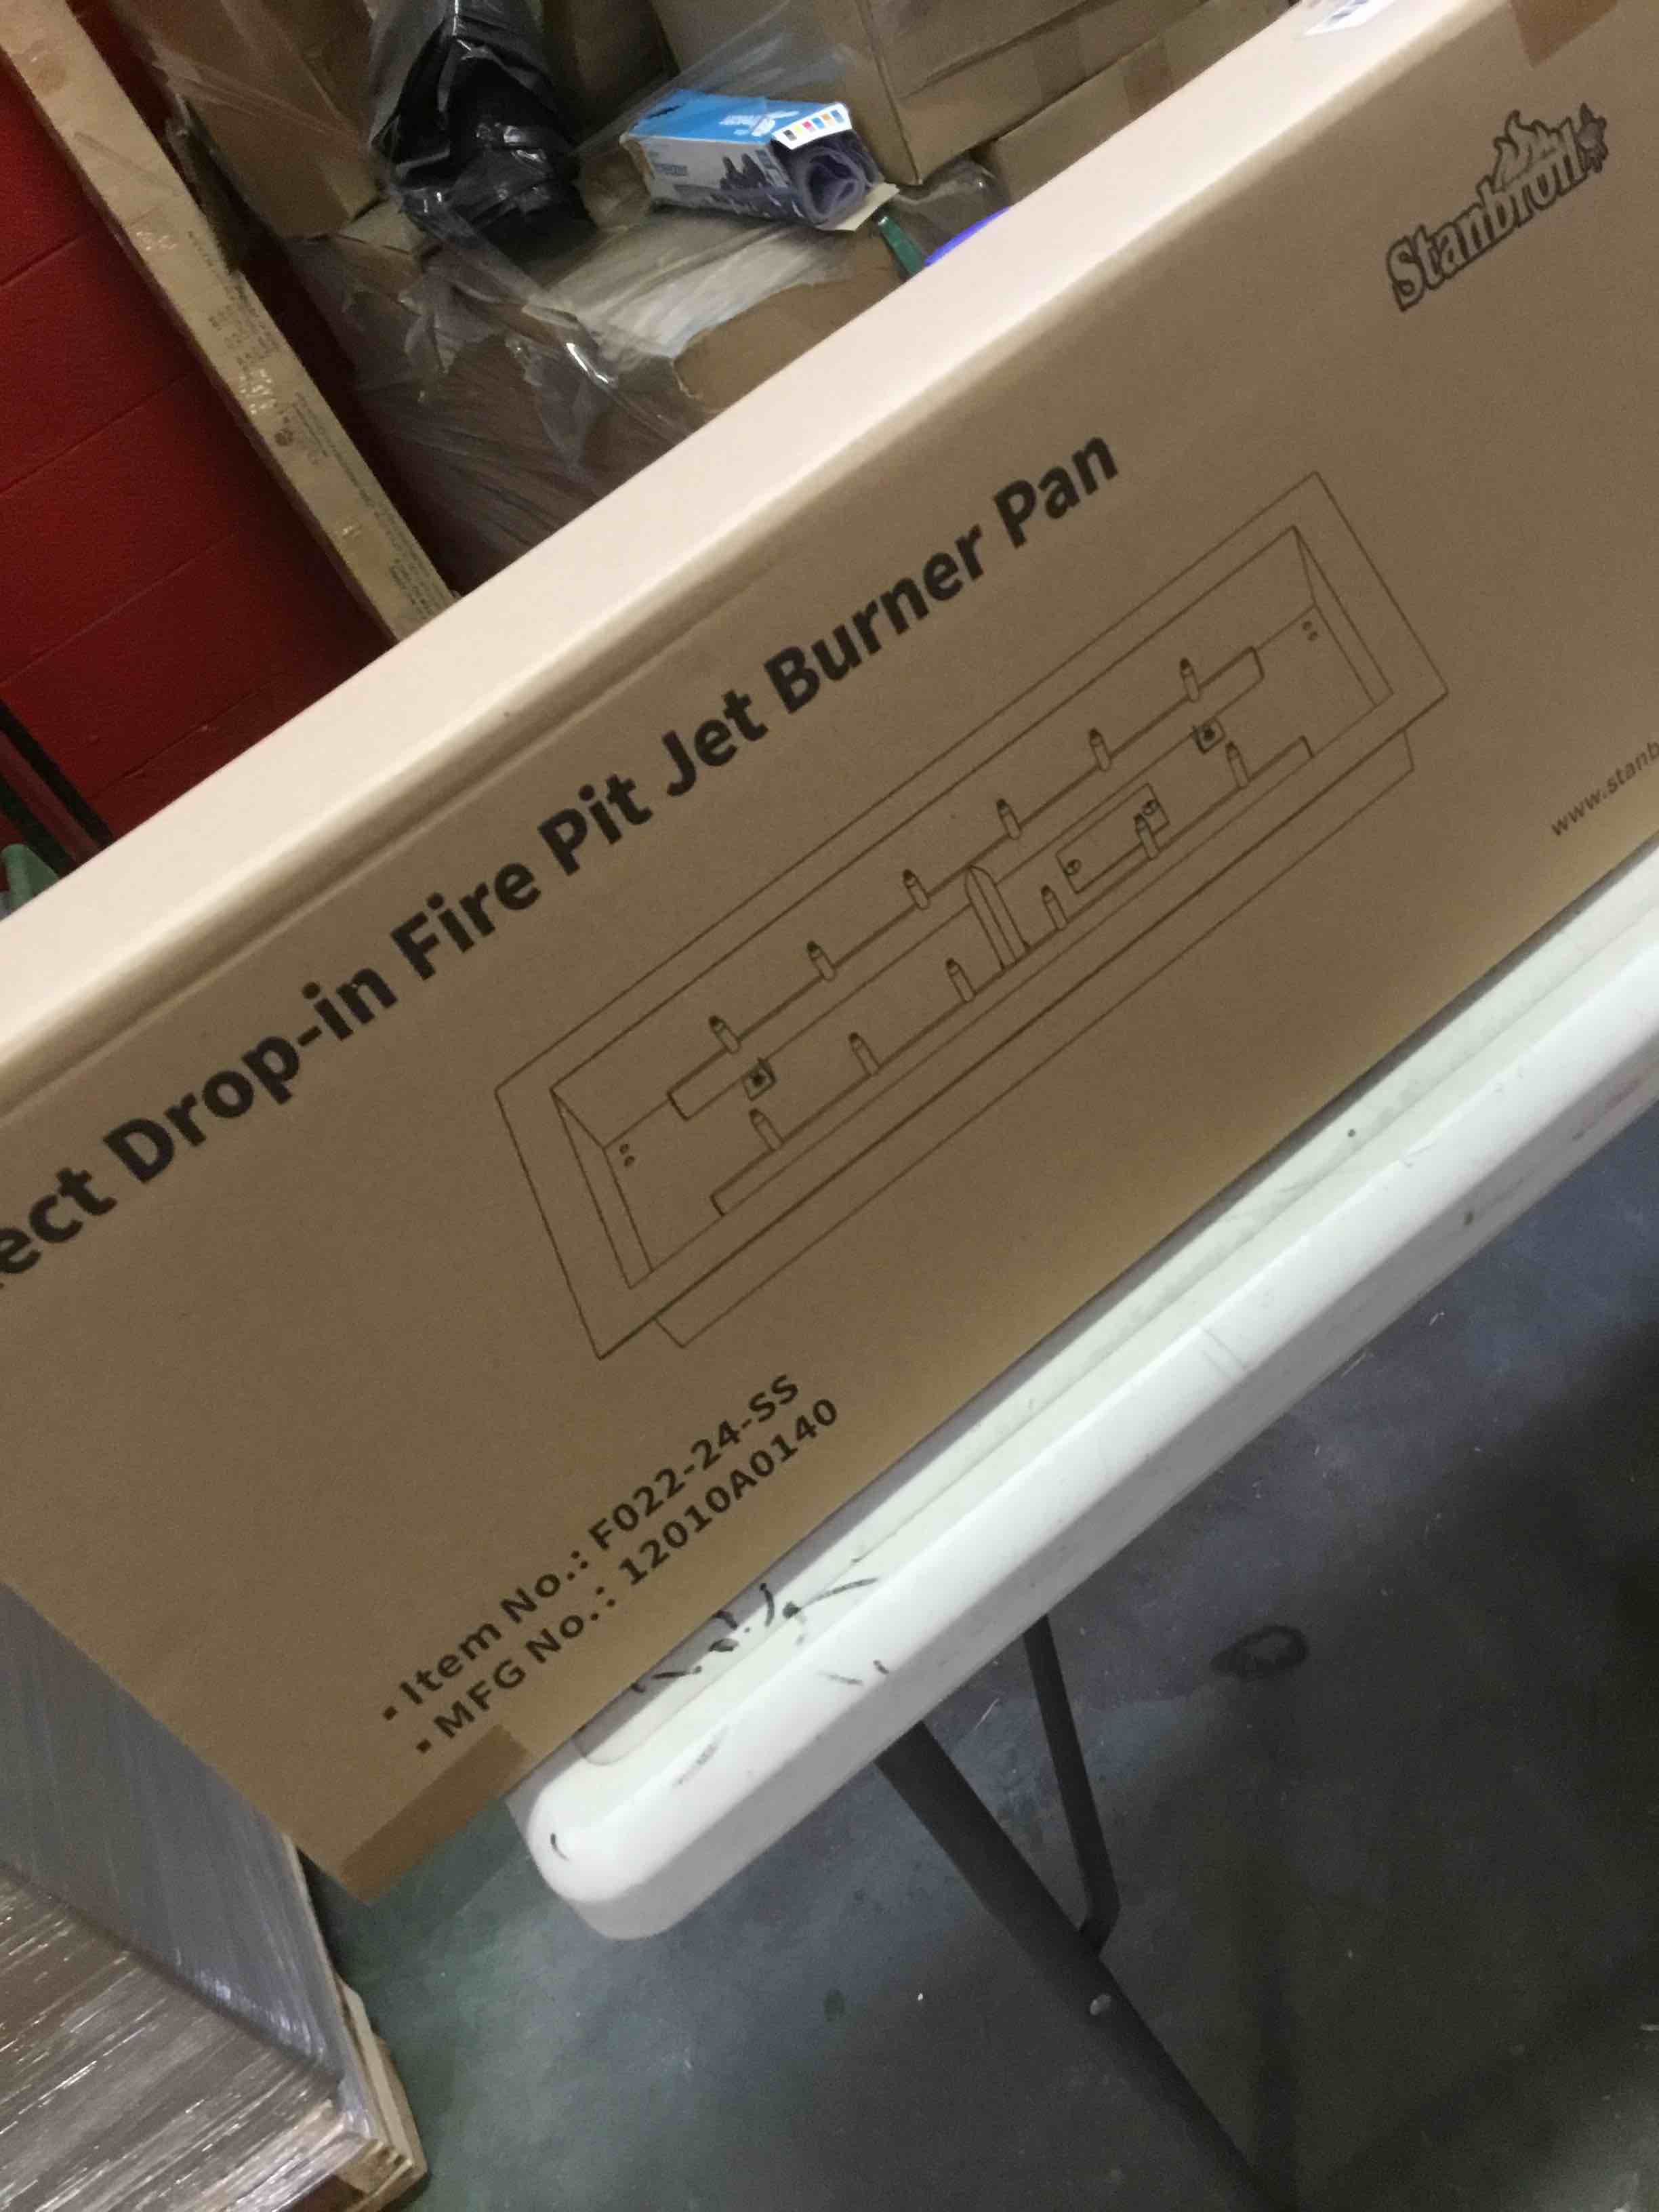 Stanbroil
ect Drop-in Fire Pit Jet Burner Pan
www.stanb
• Item No.: F022-24-SS
• MFG No.: 12010A0140